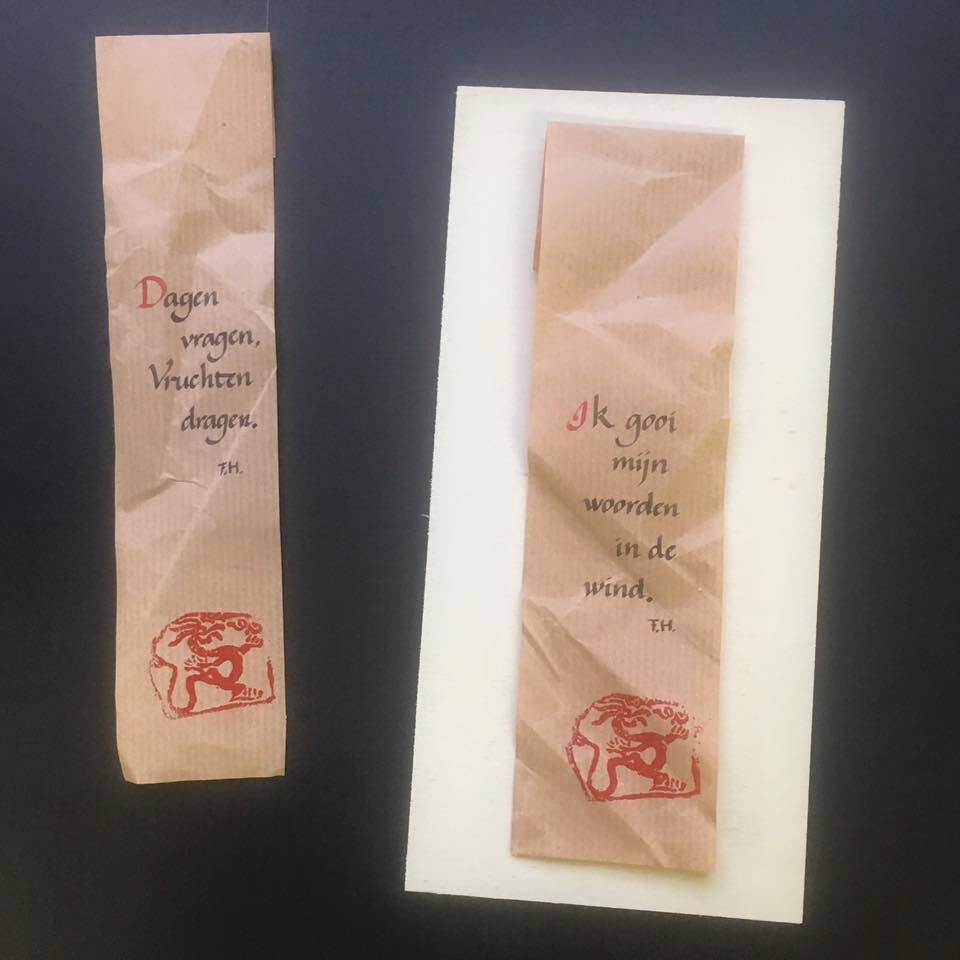 Dagen
vragen,
Vruchten
dragen.
F.H.
Ik gooi
mijn
woorden
in de
wind.
F.H.